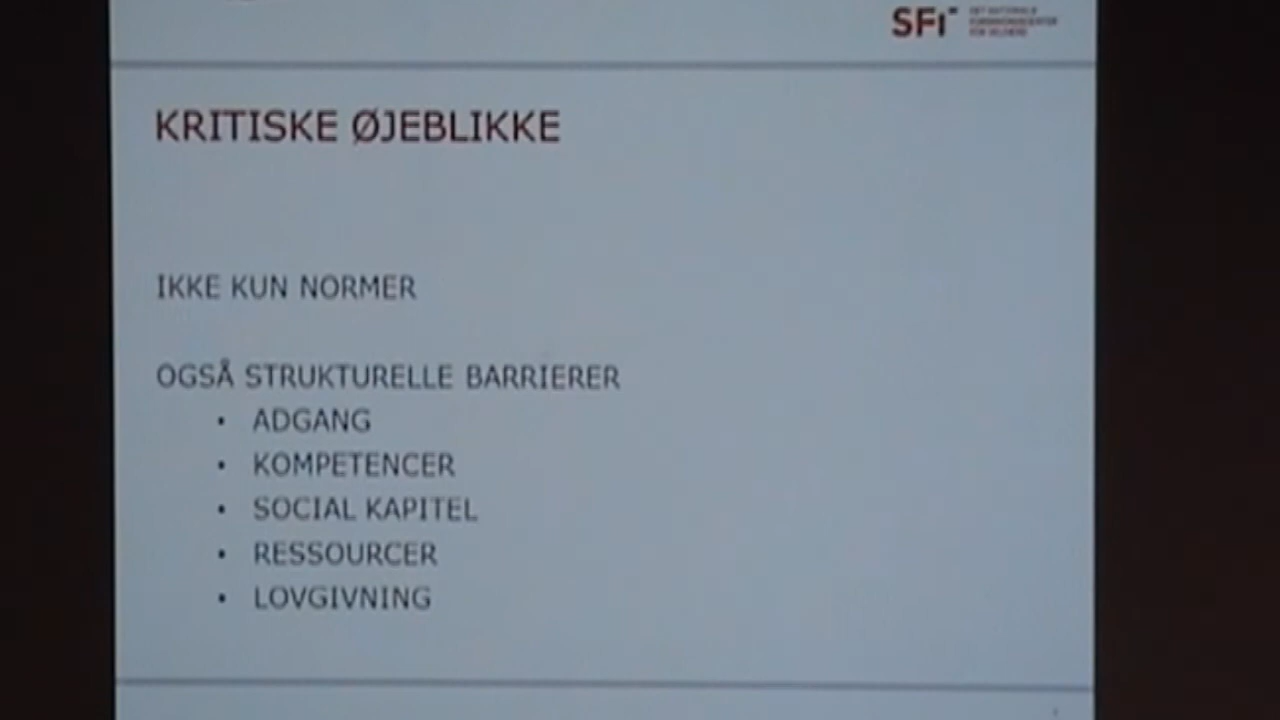 SFI
KRITISKE ØJEBLIKKE
IKKE KUN NORMER
OGSÅ STRUKTURELLE BARRIERER
• ADGANG
• KOMPETENCER
• SOCIAL KAPITEL
• RESSOURCER
• LOVGIVNING